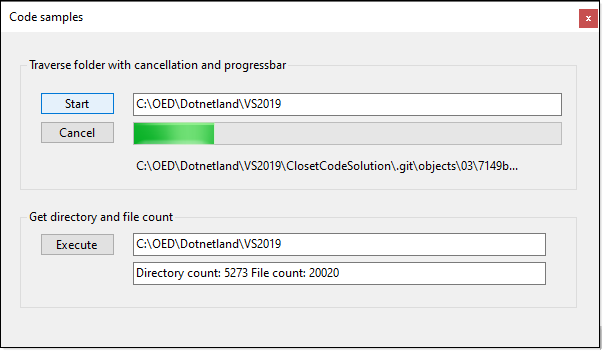 Code samples
x
Traverse folder with cancellation and progressbar
Start
C:\OED\Dotnetland\VS2019
Cancel
C:\OED\Dotnetland\VS2019\ClosetCodeSolution\.git\objects\03\7149b...
Get directory and file count
Execute
C:\OED\Dotnetland\VS2019
Directory count: 5273 File count: 20020